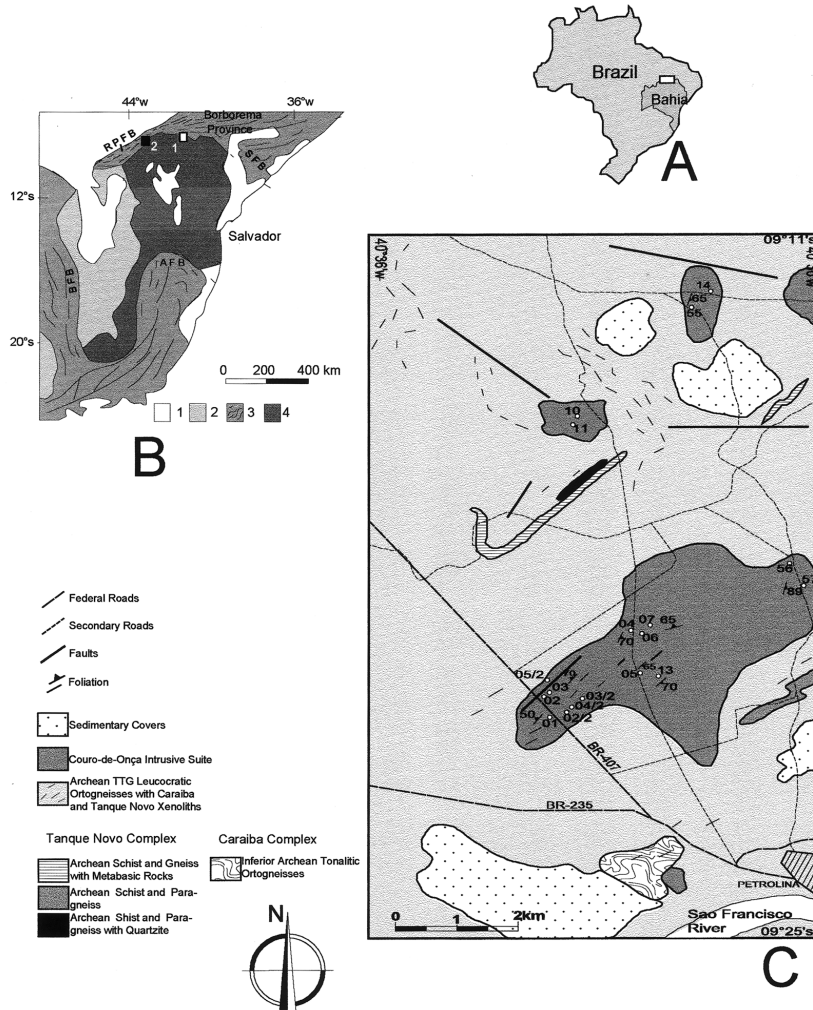 Brazil
Bahia
A
44°w
36°w
Borborema
Province
RPFB
2
1
SFB
12°s
Salvador
AFB
BFB
20°s
0 200 400 km
1 2 3 4
B
40°36'W
09°11's
14
65
55
10
11
56
89
04
07
65
06
70
05
65
13
70
05/2
79
03
02
03/2
04/2
50
01
02/2
BR-407
BR-235
PETROLINA
0 1 2km
Sao Francisco
River
09°25's
C
Federal Roads
Secondary Roads
Faults
Foliation
Sedimentary Covers
Couro-de-Onça Intrusive Suite
Archean TTG Leucocratic
Ortogneisses with Caraiba
and Tanque Novo Xenoliths
Tanque Novo Complex
Archean Schist and Gneiss
with Metabasic Rocks
Archean Schist and Para-
gneiss
Archean Shist and Para-
gneiss with Quartzite
Caraiba Complex
Inferior Archean Tonalitic
Ortogneisses
N